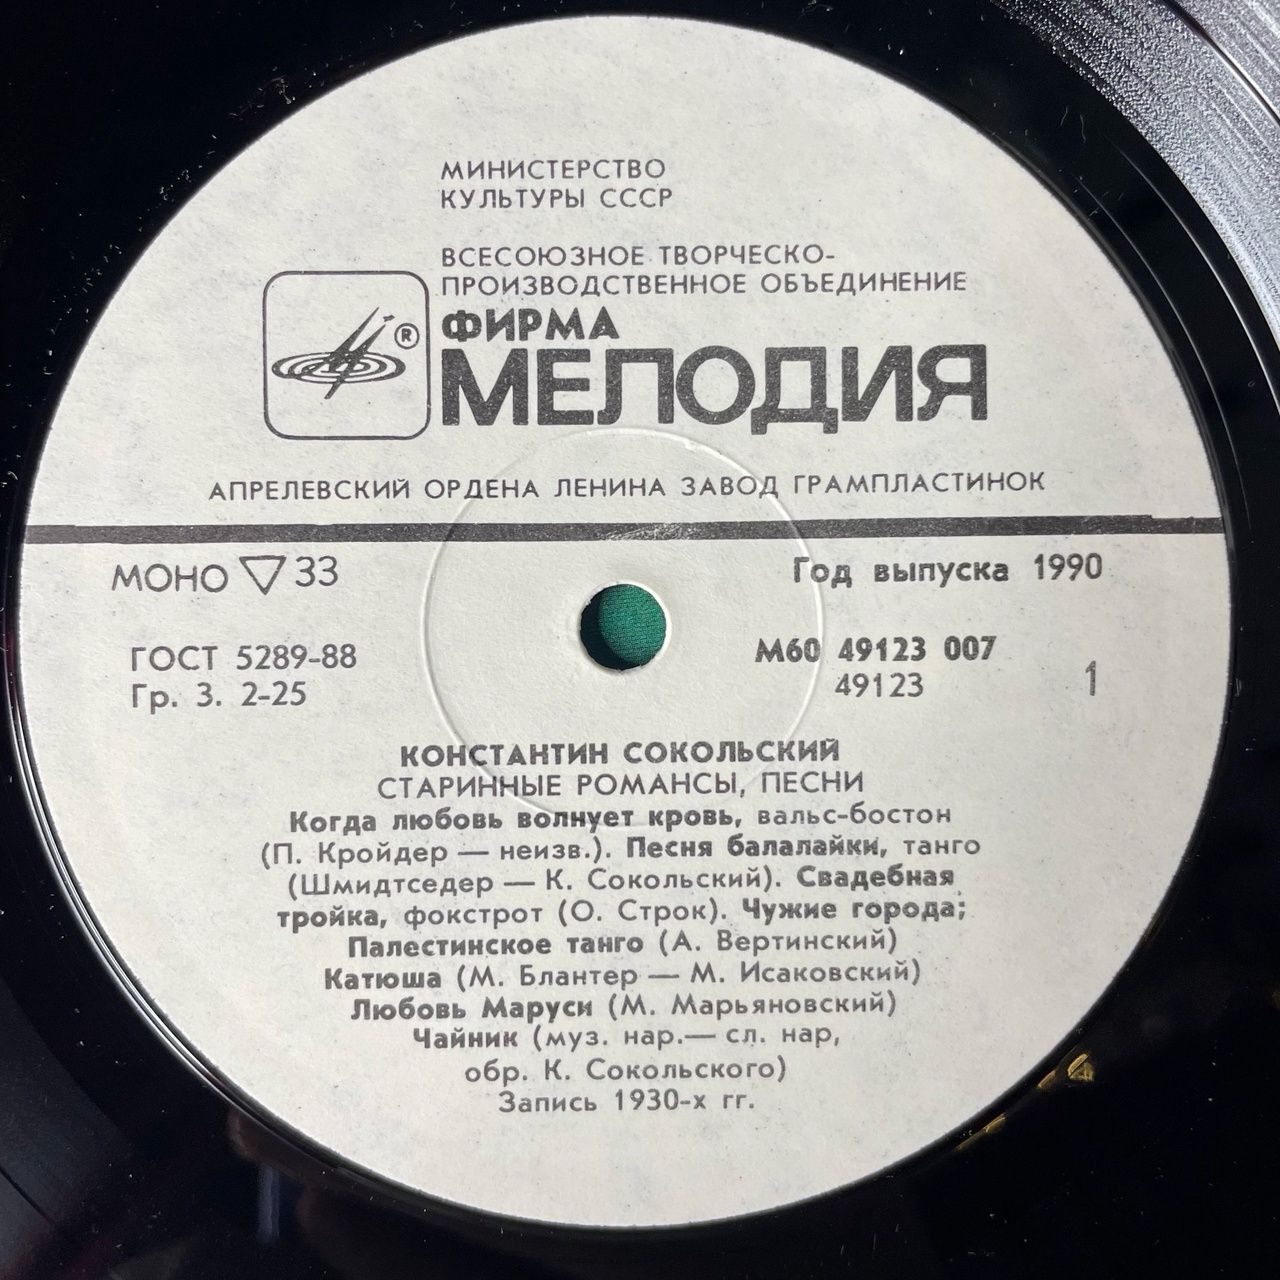 МИНИСТЕРСТВО
КУЛЬТУРЫ СССР
ВСЕСОЮЗНОЕ ТВОРЧЕСКО-
ПРОИЗВОДСТВЕННОЕ ОБЪЕДИНЕНИЕ
ФИРМА
®
МЕЛОДИЯ
АПРЕЛЕВСКИЙ ОРДЕНА ЛЕНИНА ЗАВОД ГРАМПЛАСТИНОК
МОНО ▽ 33
Год выпуска 1990
ГОСТ 5289-88
Гр. 3. 2-25
М60 49123 007
49123
1
КОНСТАНТИН СОКОЛЬСКИЙ
СТАРИННЫЕ РОМАНСЫ, ПЕСНИ
Когда любовь волнует кровь, вальс-бостон
(П. Кройдер — неизв.). Песня балалайки, танго
(Шмидтседер — К. Сокольский). Свадебная
тройка, фокстрот (О. Строк). Чужие города;
Палестинское танго (А. Вертинский)
Катюша (М. Блантер — М. Исаковский)
Любовь Маруси (М. Марьяновский)
Чайник (муз. нар.— сл. нар,
обр. К. Сокольского)
Запись 1930-х гг.